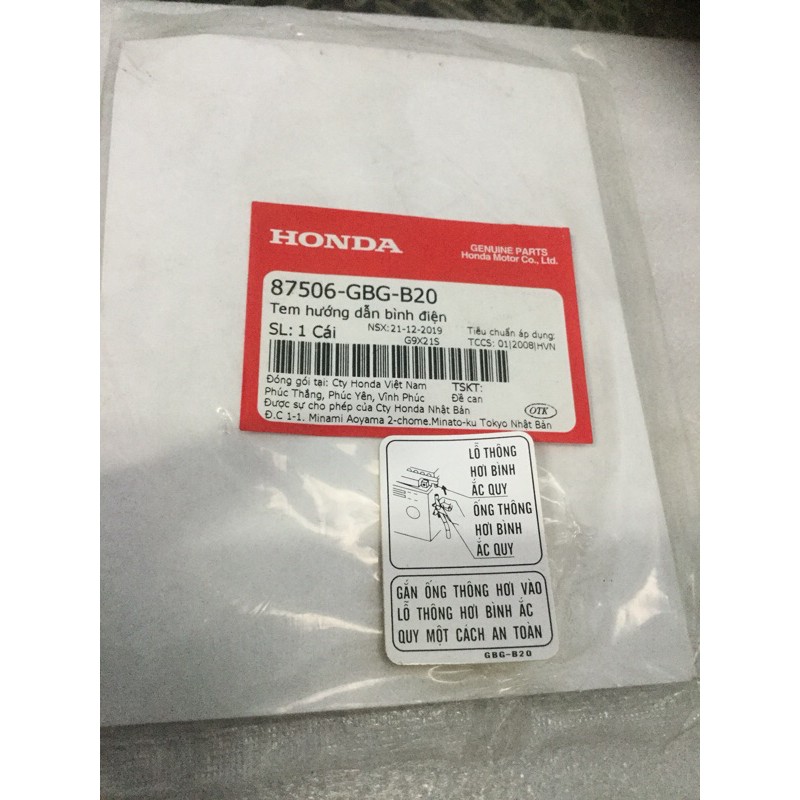 HONDA
GENUINE PARTS
Honda Motor Co., Ltd.
87506-GBG-B20
Tem hướng dẫn bình điện
SL: 1 Cái
NSX: 21-12-2019
G9X21S
Tiêu chuẩn áp dụng:
TCCS: 01|2008|HVN
Đóng gói tại: Cty Honda Việt Nam
Phúc Thắng, Phúc Yên, Vĩnh Phúc
TSKT:
Đề can
Được sự cho phép của Cty Honda Nhật Bản
Đ.C 1-1. Minami Aoyama 2-chome.Minato-ku Tokyo Nhật Bản
OTK
LỖ THÔNG
HƠI BÌNH
ẮC QUY
ỐNG THÔNG
HƠI BÌNH
ẮC QUY
GẮN ỐNG THÔNG HƠI VÀO
LỖ THÔNG HƠI BÌNH ẮC
QUY MỘT CÁCH AN TOÀN
GBG-B20